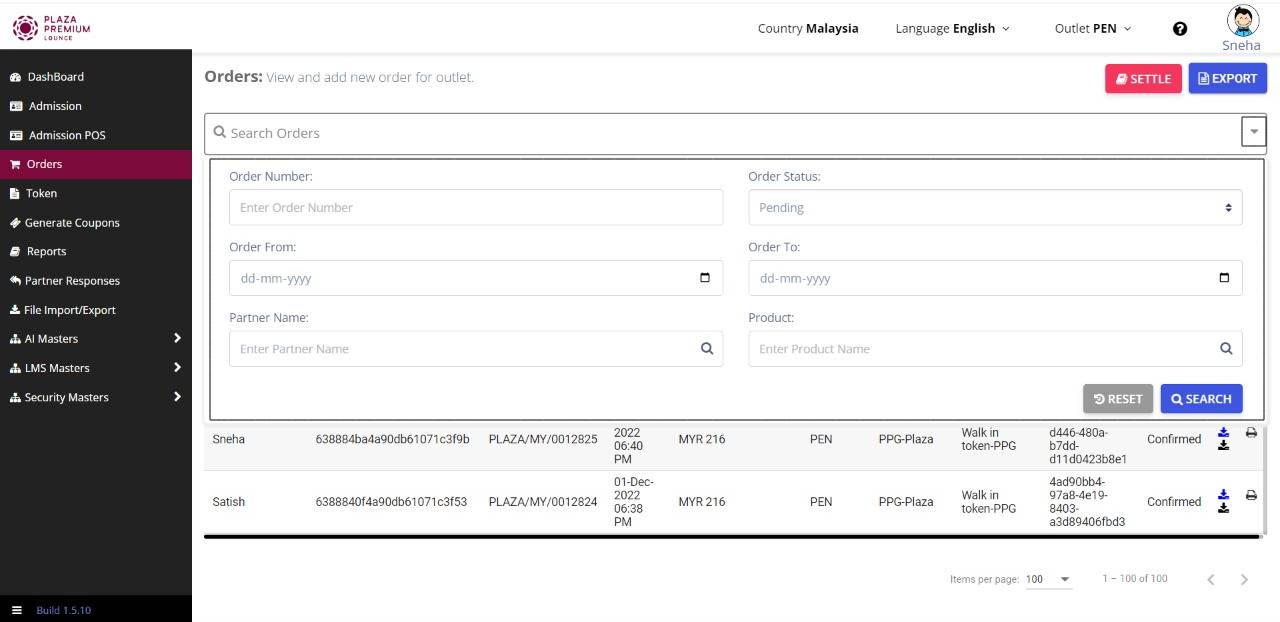 PLAZA
PREMIUM
LOUNGE
Country Malaysia
Language English
Outlet PEN
Sneha
DashBoard
Admission
Admission POS
Orders
Token
Generate Coupons
Reports
Partner Responses
File Import/Export
AI Masters
LMS Masters
Security Masters
Build 1.5.10
Orders: View and add new order for outlet.
SETTLE
EXPORT
Search Orders
Order Number:
Order Status:
Enter Order Number
Pending
Order From:
Order To:
dd-mm-yyyy
dd-mm-yyyy
Partner Name:
Product:
Enter Partner Name
Enter Product Name
RESET
SEARCH
Sneha
638884ba4a90db61071c3f9b
PLAZA/MY/0012825
2022
06:40
PM
MYR 216
PEN
PPG-Plaza
Walk in
token-PPG
d446-480a-
b7dd-
d11d0423b8e1
Confirmed
Satish
6388840f4a90db61071c3f53
PLAZA/MY/0012824
01-Dec-
2022
06:38
PM
MYR 216
PEN
PPG-Plaza
Walk in
token-PPG
4ad90bb4-
97a8-4e19-
8403-
a3d89406fbd3
Confirmed
Items per page: 100
1 – 100 of 100